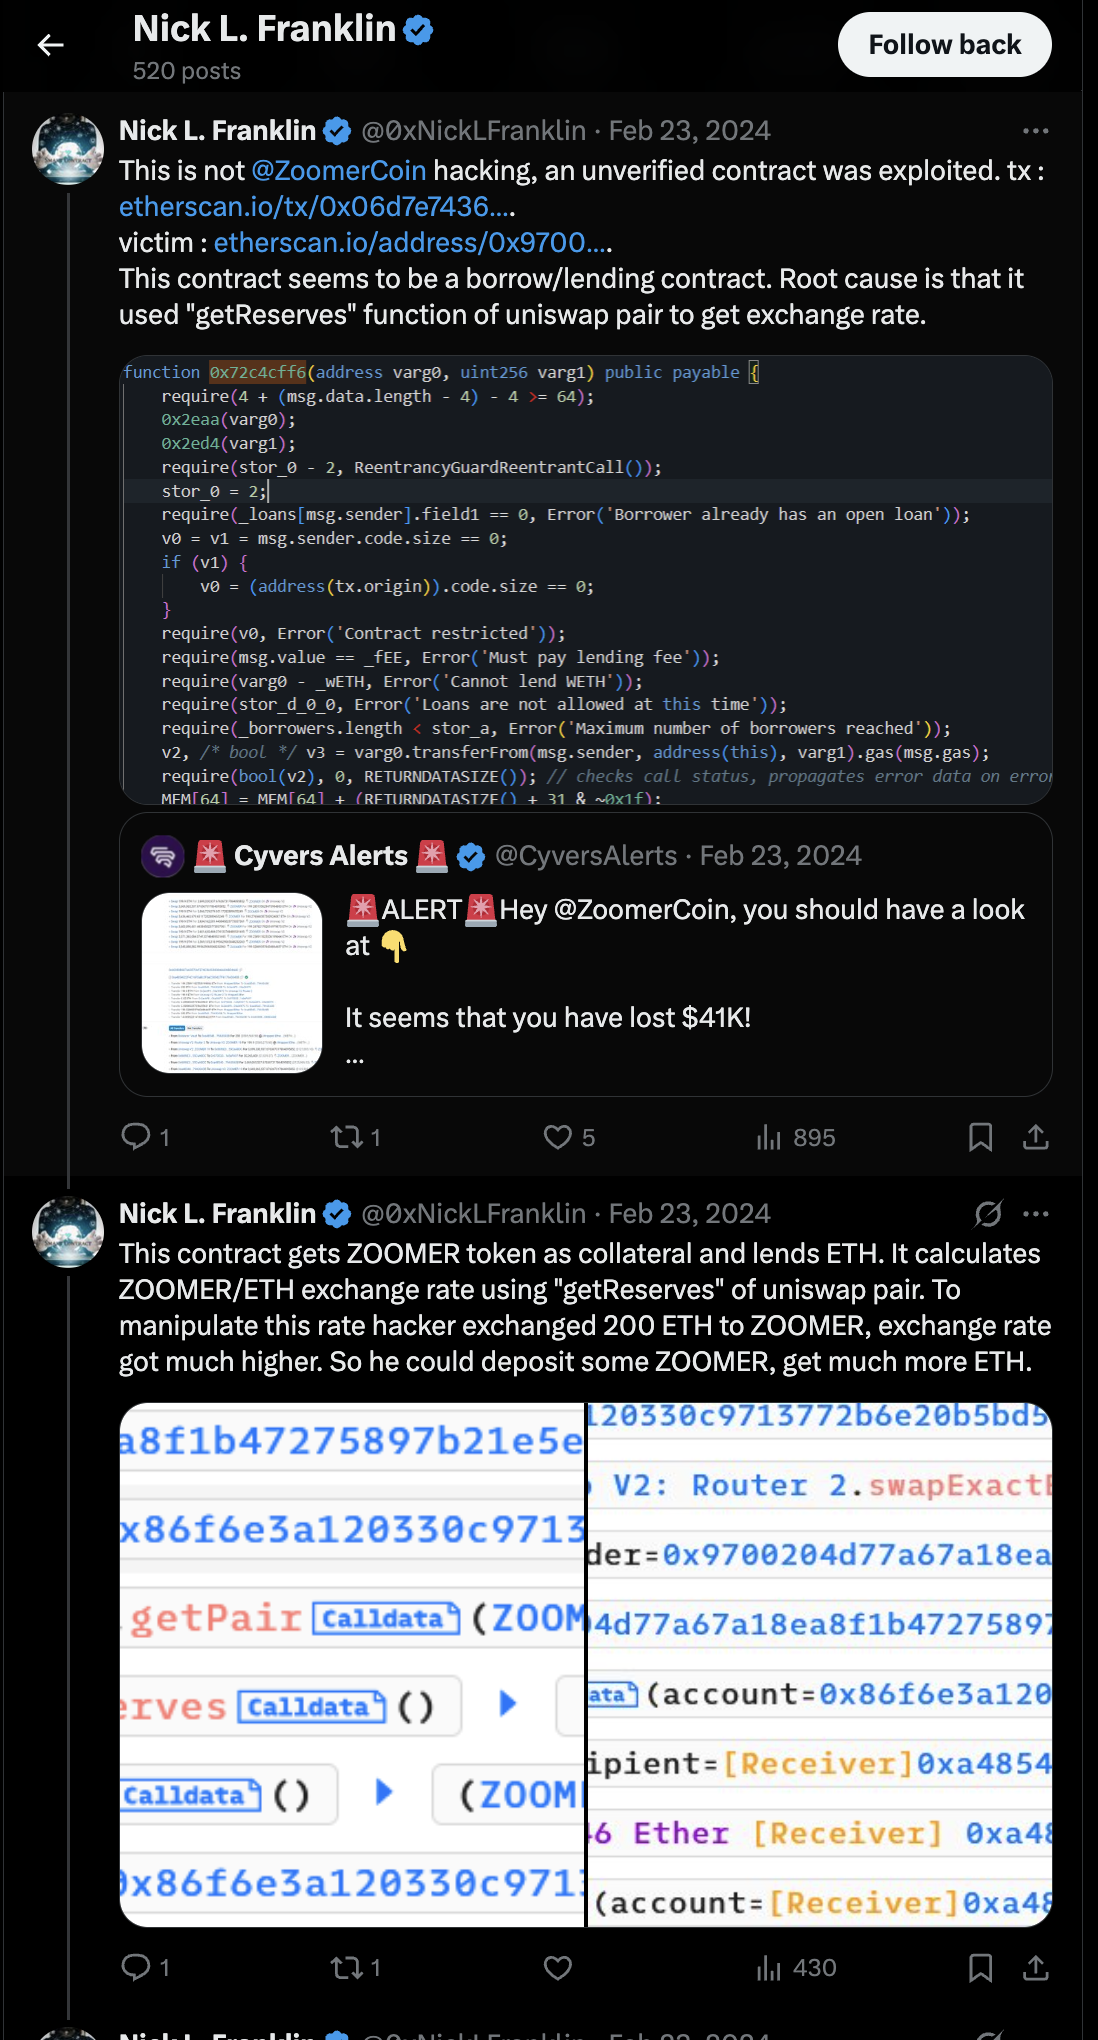 Nick L. Franklin
520 posts
Follow back
Nick L. Franklin @0xNickLFranklin · Feb 23, 2024
This is not @ZoomerCoin hacking, an unverified contract was exploited. tx :
etherscan.io/tx/0x06d7e7436….
victim : etherscan.io/address/0x9700….
This contract seems to be a borrow/lending contract. Root cause is that it
used "getReserves" function of uniswap pair to get exchange rate.
function 0x72c4cff6(address varg0, uint256 varg1) public payable {
require(4 + (msg.data.length - 4) - 4 >= 64);
0x2eaa(varg0);
0x2ed4(varg1);
require(stor_0 - 2, ReentrancyGuardReentrantCall());
stor_0 = 2;
require(_loans[msg.sender].field1 == 0, Error('Borrower already has an open loan'));
v0 = v1 = msg.sender.code.size == 0;
if (v1) {
v0 = (address(tx.origin)).code.size == 0;
}
require(v0, Error('Contract restricted'));
require(msg.value == _fEE, Error('Must pay lending fee'));
require(varg0 - _wETH, Error('Cannot lend WETH'));
require(stor_d_0_0, Error('Loans are not allowed at this time'));
require(_borrowers.length < stor_a, Error('Maximum number of borrowers reached'));
v2, /* bool */ v3 = varg0.transferFrom(msg.sender, address(this), varg1).gas(msg.gas);
require(bool(v2), 0, RETURNDATASIZE()); // checks call status, propagates error data on error
MEM[64] = MEM[64] + (RETURNDATASIZE() + 31 & ~0x1f);
🚨 Cyvers Alerts 🚨 @CyversAlerts · Feb 23, 2024
🚨ALERT🚨Hey @ZoomerCoin, you should have a look
at 👇
It seems that you have lost $41K!
...
1 1 5 895
Nick L. Franklin @0xNickLFranklin · Feb 23, 2024
This contract gets ZOOMER token as collateral and lends ETH. It calculates
ZOOMER/ETH exchange rate using "getReserves" of uniswap pair. To
manipulate this rate hacker exchanged 200 ETH to ZOOMER, exchange rate
got much higher. So he could deposit some ZOOMER, get much more ETH.
a8f1b47275897b21e5e
x86f6e3a120330c9713
.getPair Calldata (ZOOM
erves Calldata ()
Calldata () (ZOOM
0x86f6e3a120330c971
120330c9713772b6e20b5bd5
V2: Router 2.swapExactE
der=0x9700204d77a67a18ea
4d77a67a18ea8f1b47275897
ata (account=0x86f6e3a120
ipient=[Receiver]0xa4854
46 Ether [Receiver] 0xa48
(account=[Receiver]0xa48
1 1 430